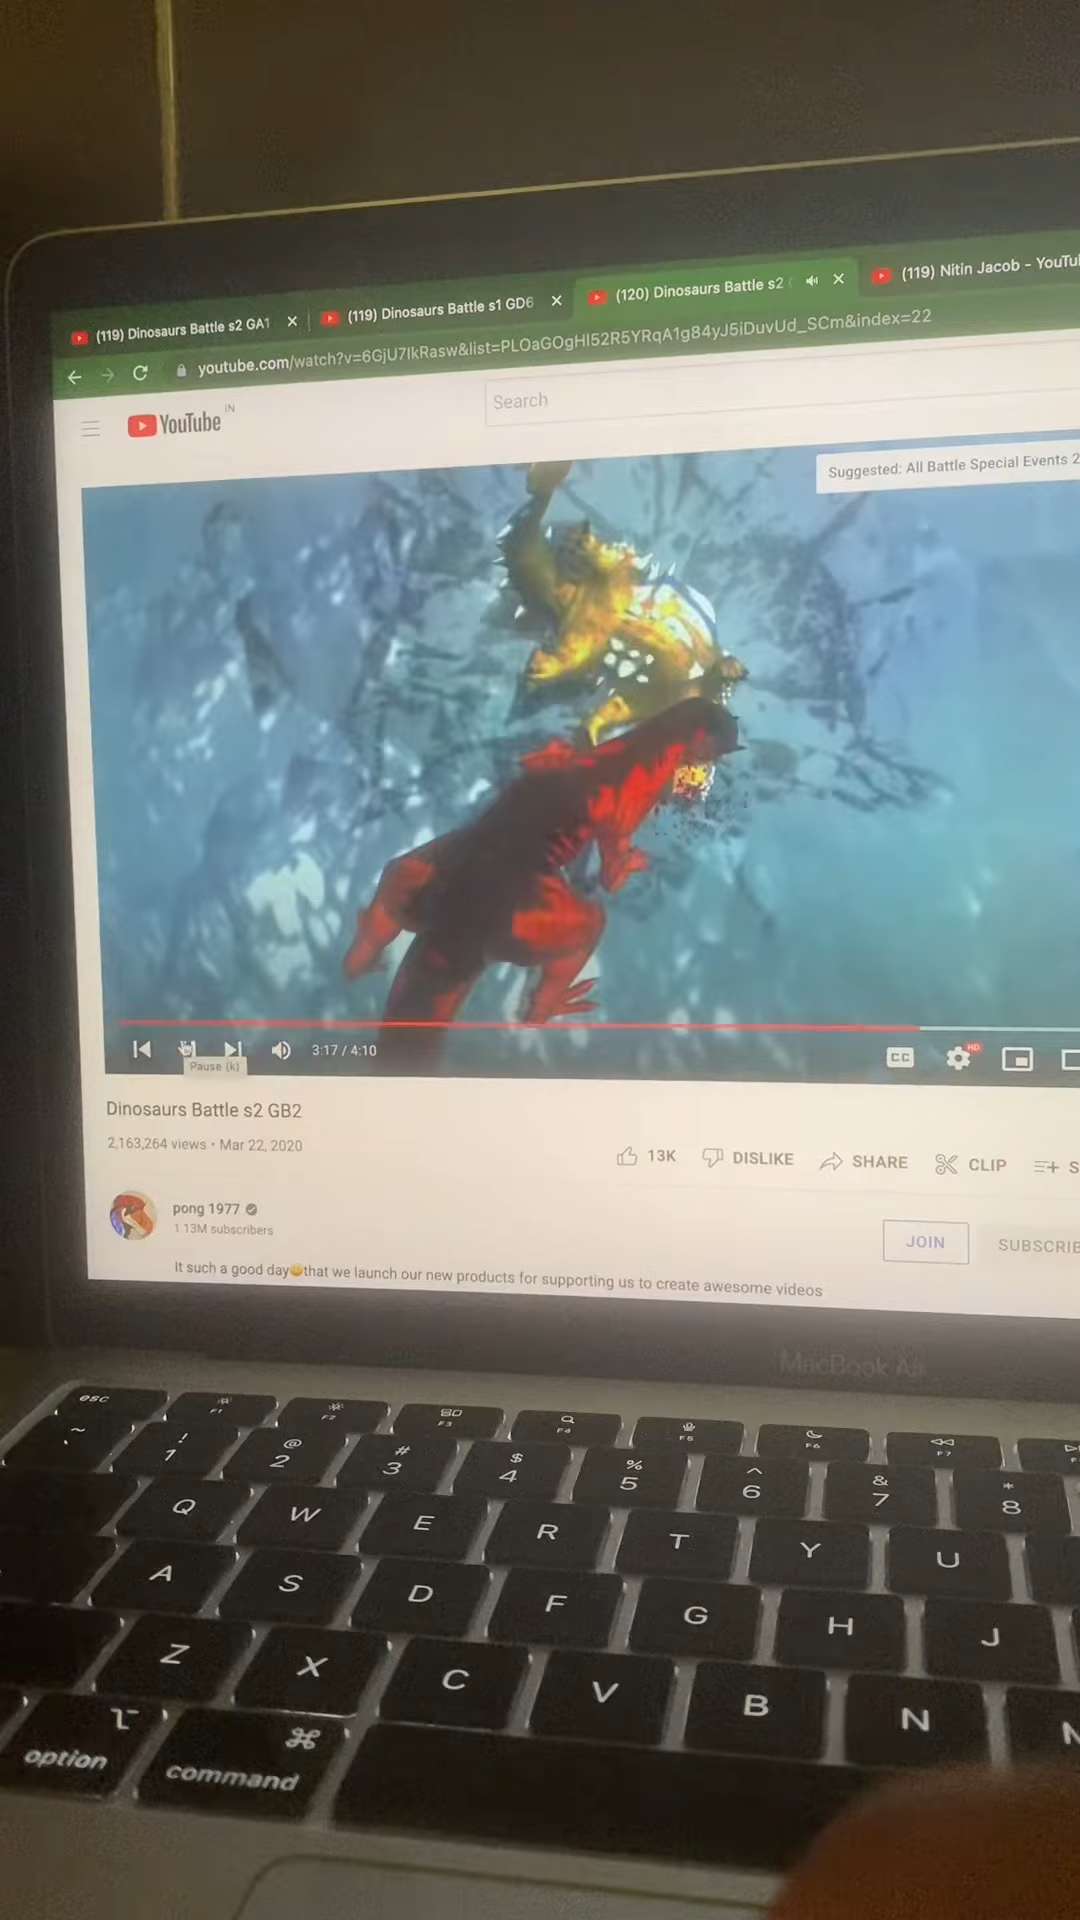 (119) Dinosaurs Battle s2 GA1
(119) Dinosaurs Battle s1 GD6
(120) Dinosaurs Battle s2
(119) Nitin Jacob - YouTu
youtube.com/watch?v=6GjU7lkRasw&list=PLOaGOgHI52R5YRqA1g84yJ5iDuvUd_SCm&index=22
YouTube IN
Search
Suggested: All Battle Special Events 2
3:17 / 4:10
CC
HD
Pause (k)
Dinosaurs Battle s2 GB2
2,163,264 views • Mar 22, 2020
13K
DISLIKE
SHARE
CLIP
S
pong 1977
1.13M subscribers
JOIN
SUBSCRIB
It such a good day😀that we launch our new products for supporting us to create awesome videos
MacBook Air
esc
F1
F2
F3
F4
F5
F6
F7
~
`
! 1
@ 2
# 3
$ 4
% 5
^ 6
& 7
* 8
Q W E R T Y U
A S D F G H J
Z X C V B N
option
⌘
command